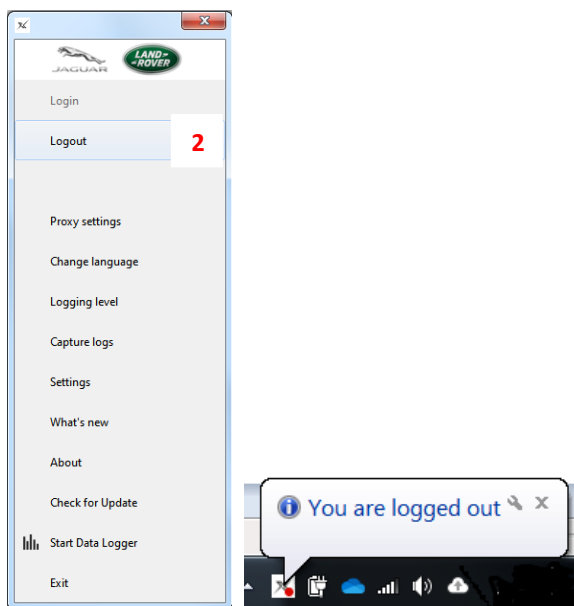 JAGUAR
LAND-
-ROVER
Login
Logout
2
Proxy settings
Change language
Logging level
Capture logs
Settings
What's new
About
Check for Update
Start Data Logger
Exit
You are logged out